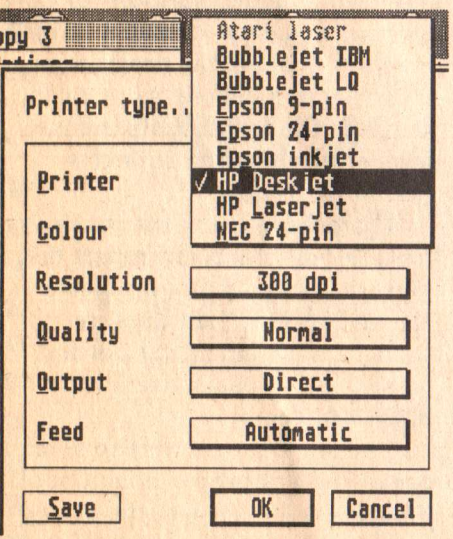 opy 3
Printer type..
Atari laser
Bubblejet IBM
Bubblejet LQ
Epson 9-pin
Epson 24-pin
Epson inkjet
Printer
√ HP Deskjet
HP Laserjet
Colour
NEC 24-pin
Resolution
300 dpi
Quality
Normal
Output
Direct
Feed
Automatic
Save
OK
Cancel